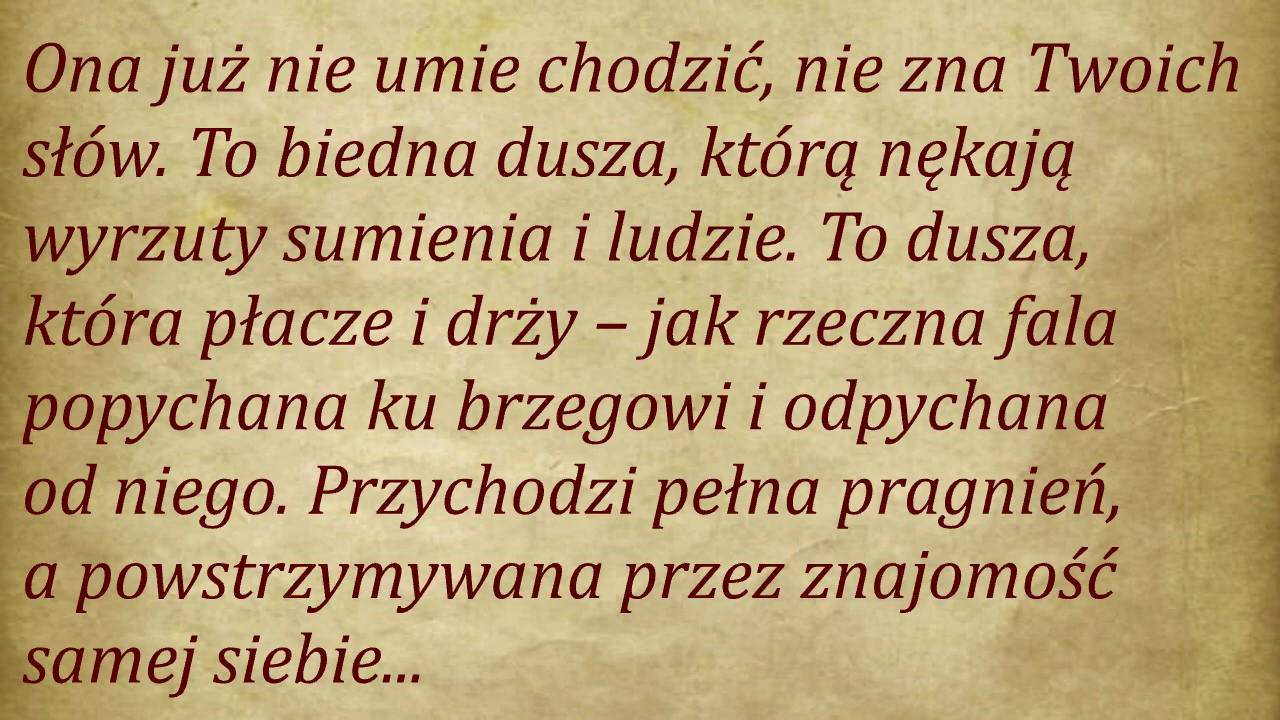 Ona już nie umie chodzić, nie zna Twoich
słów. To biedna dusza, którą nękają
wyrzuty sumienia i ludzie. To dusza,
która płacze i drży – jak rzeczna fala
popychana ku brzegowi i odpychana
od niego. Przychodzi pełna pragnień,
a powstrzymywana przez znajomość
samej siebie...